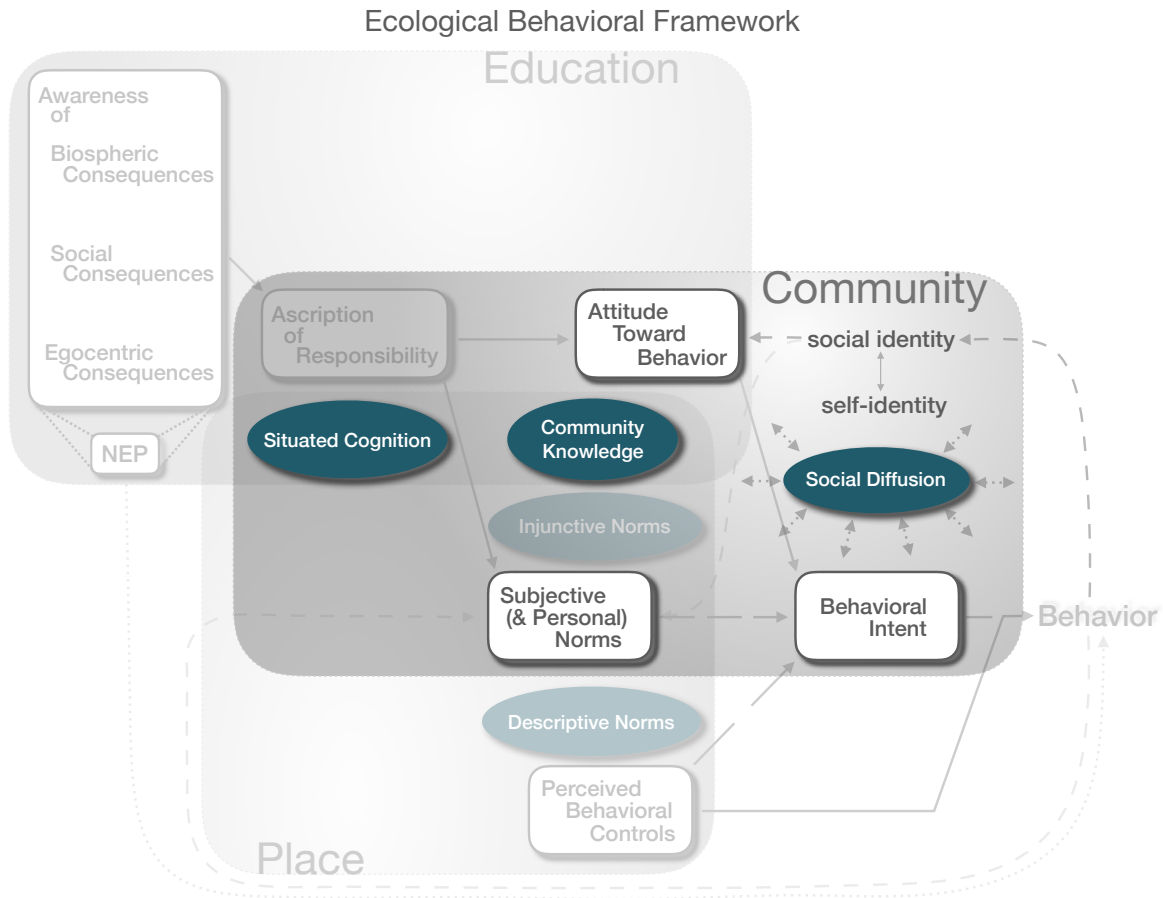 Ecological Behavioral Framework
Education
Awareness
of
Biospheric
Consequences
Social
Consequences
Egocentric
Consequences
NEP
Community
Ascription
of
Responsibility
Attitude
Toward
Behavior
social identity
self-identity
Situated Cognition
Community
Knowledge
Social Diffusion
Injunctive Norms
Subjective
(& Personal)
Norms
Behavioral
Intent
Behavior
Descriptive Norms
Perceived
Behavioral
Controls
Place